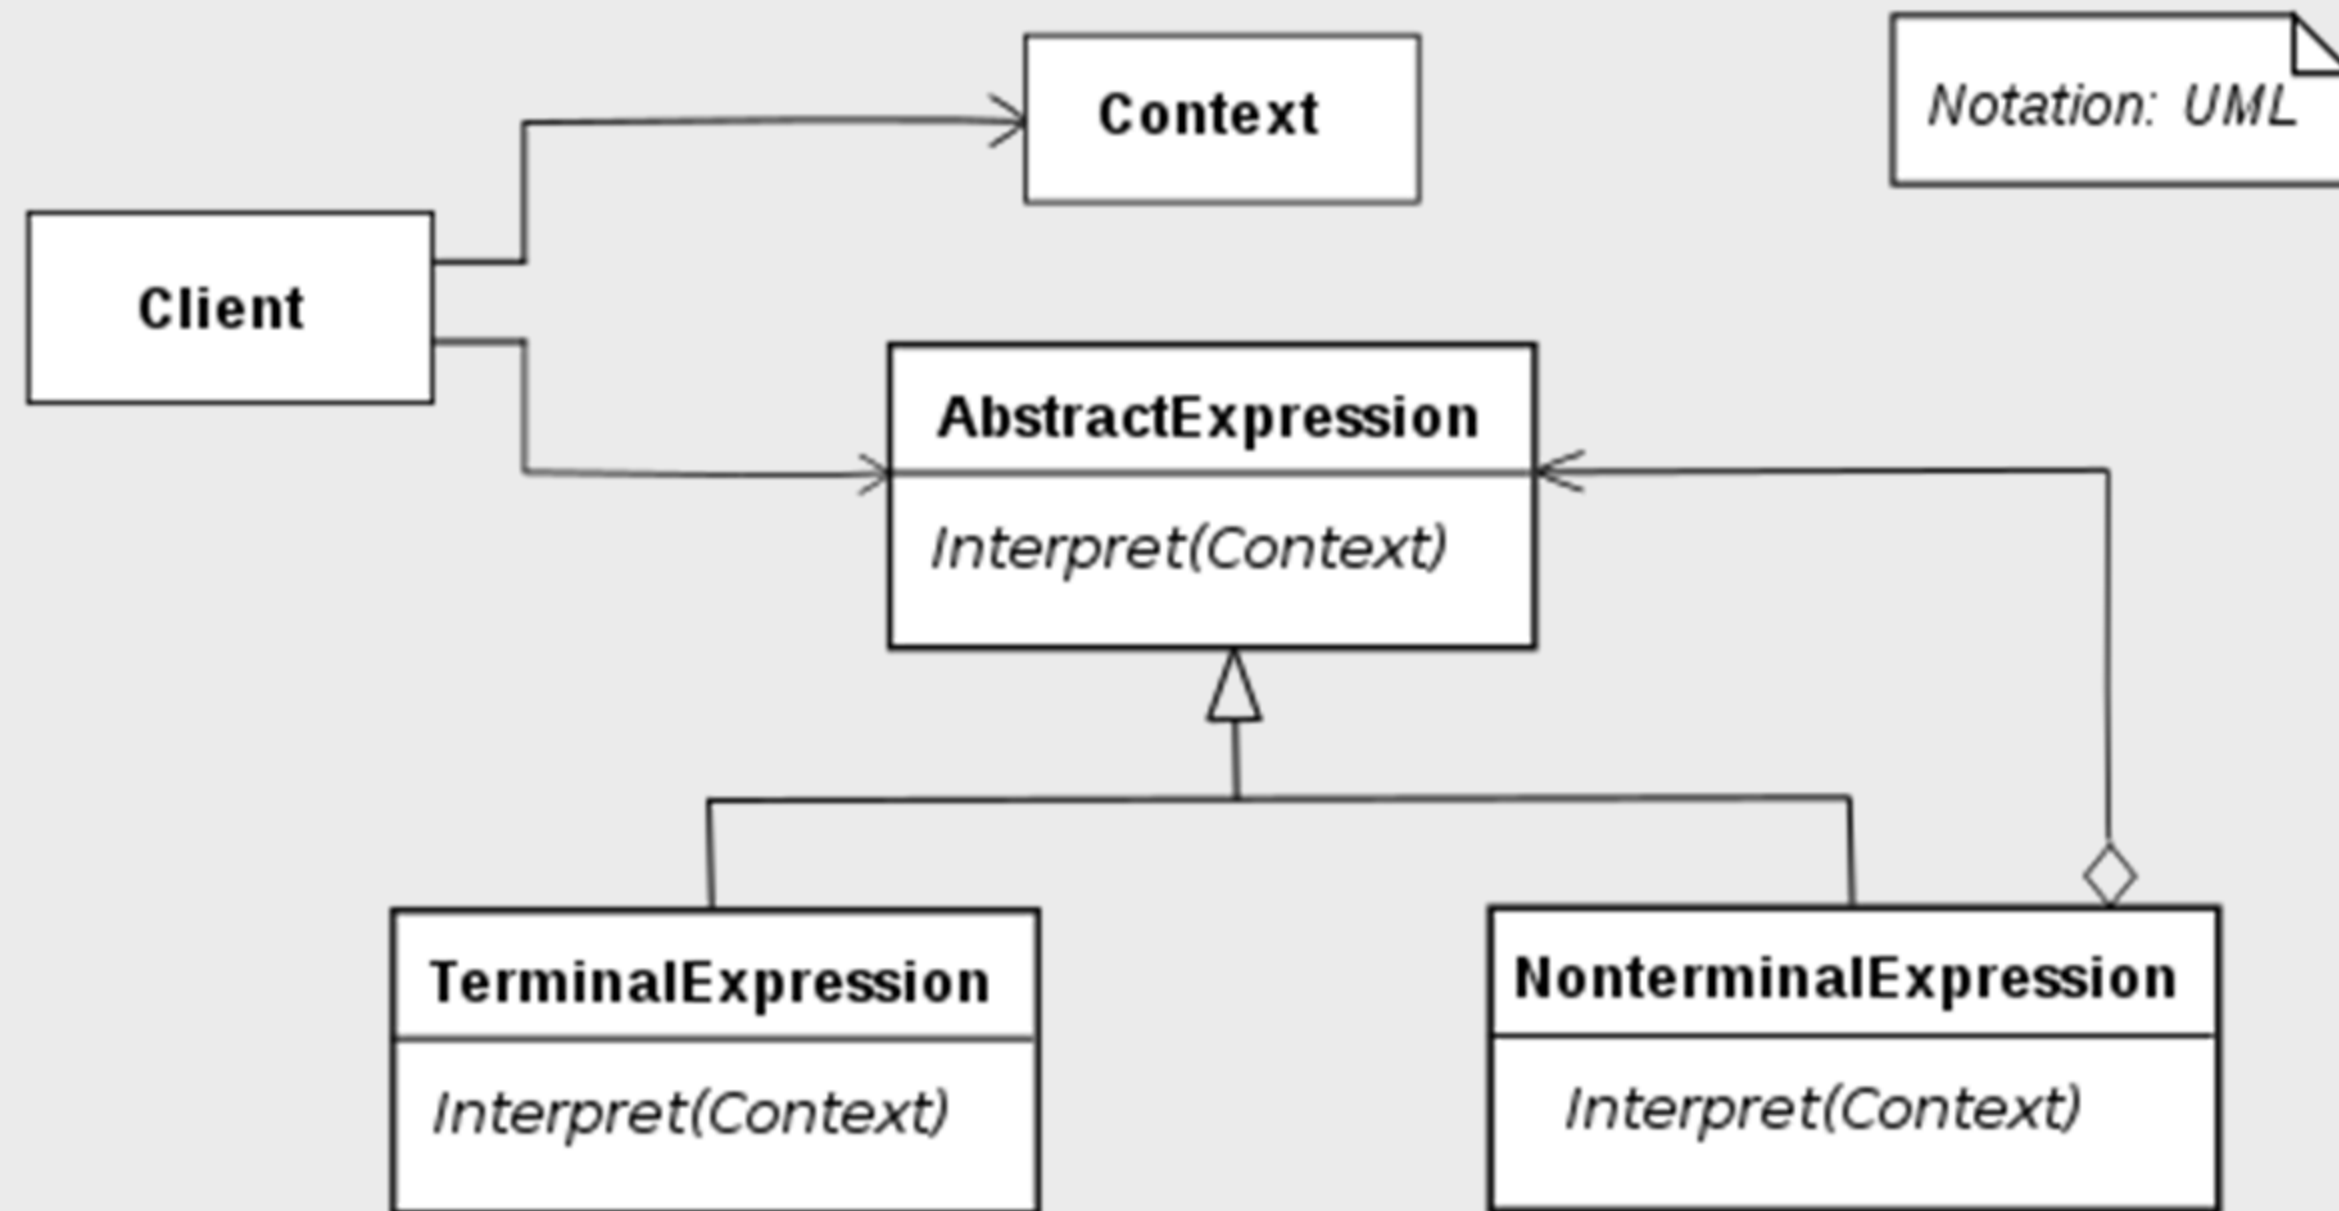 Context
Notation: UML
Client
AbstractExpression
Interpret(Context)
TerminalExpression
Interpret(Context)
NonterminalExpression
Interpret(Context)